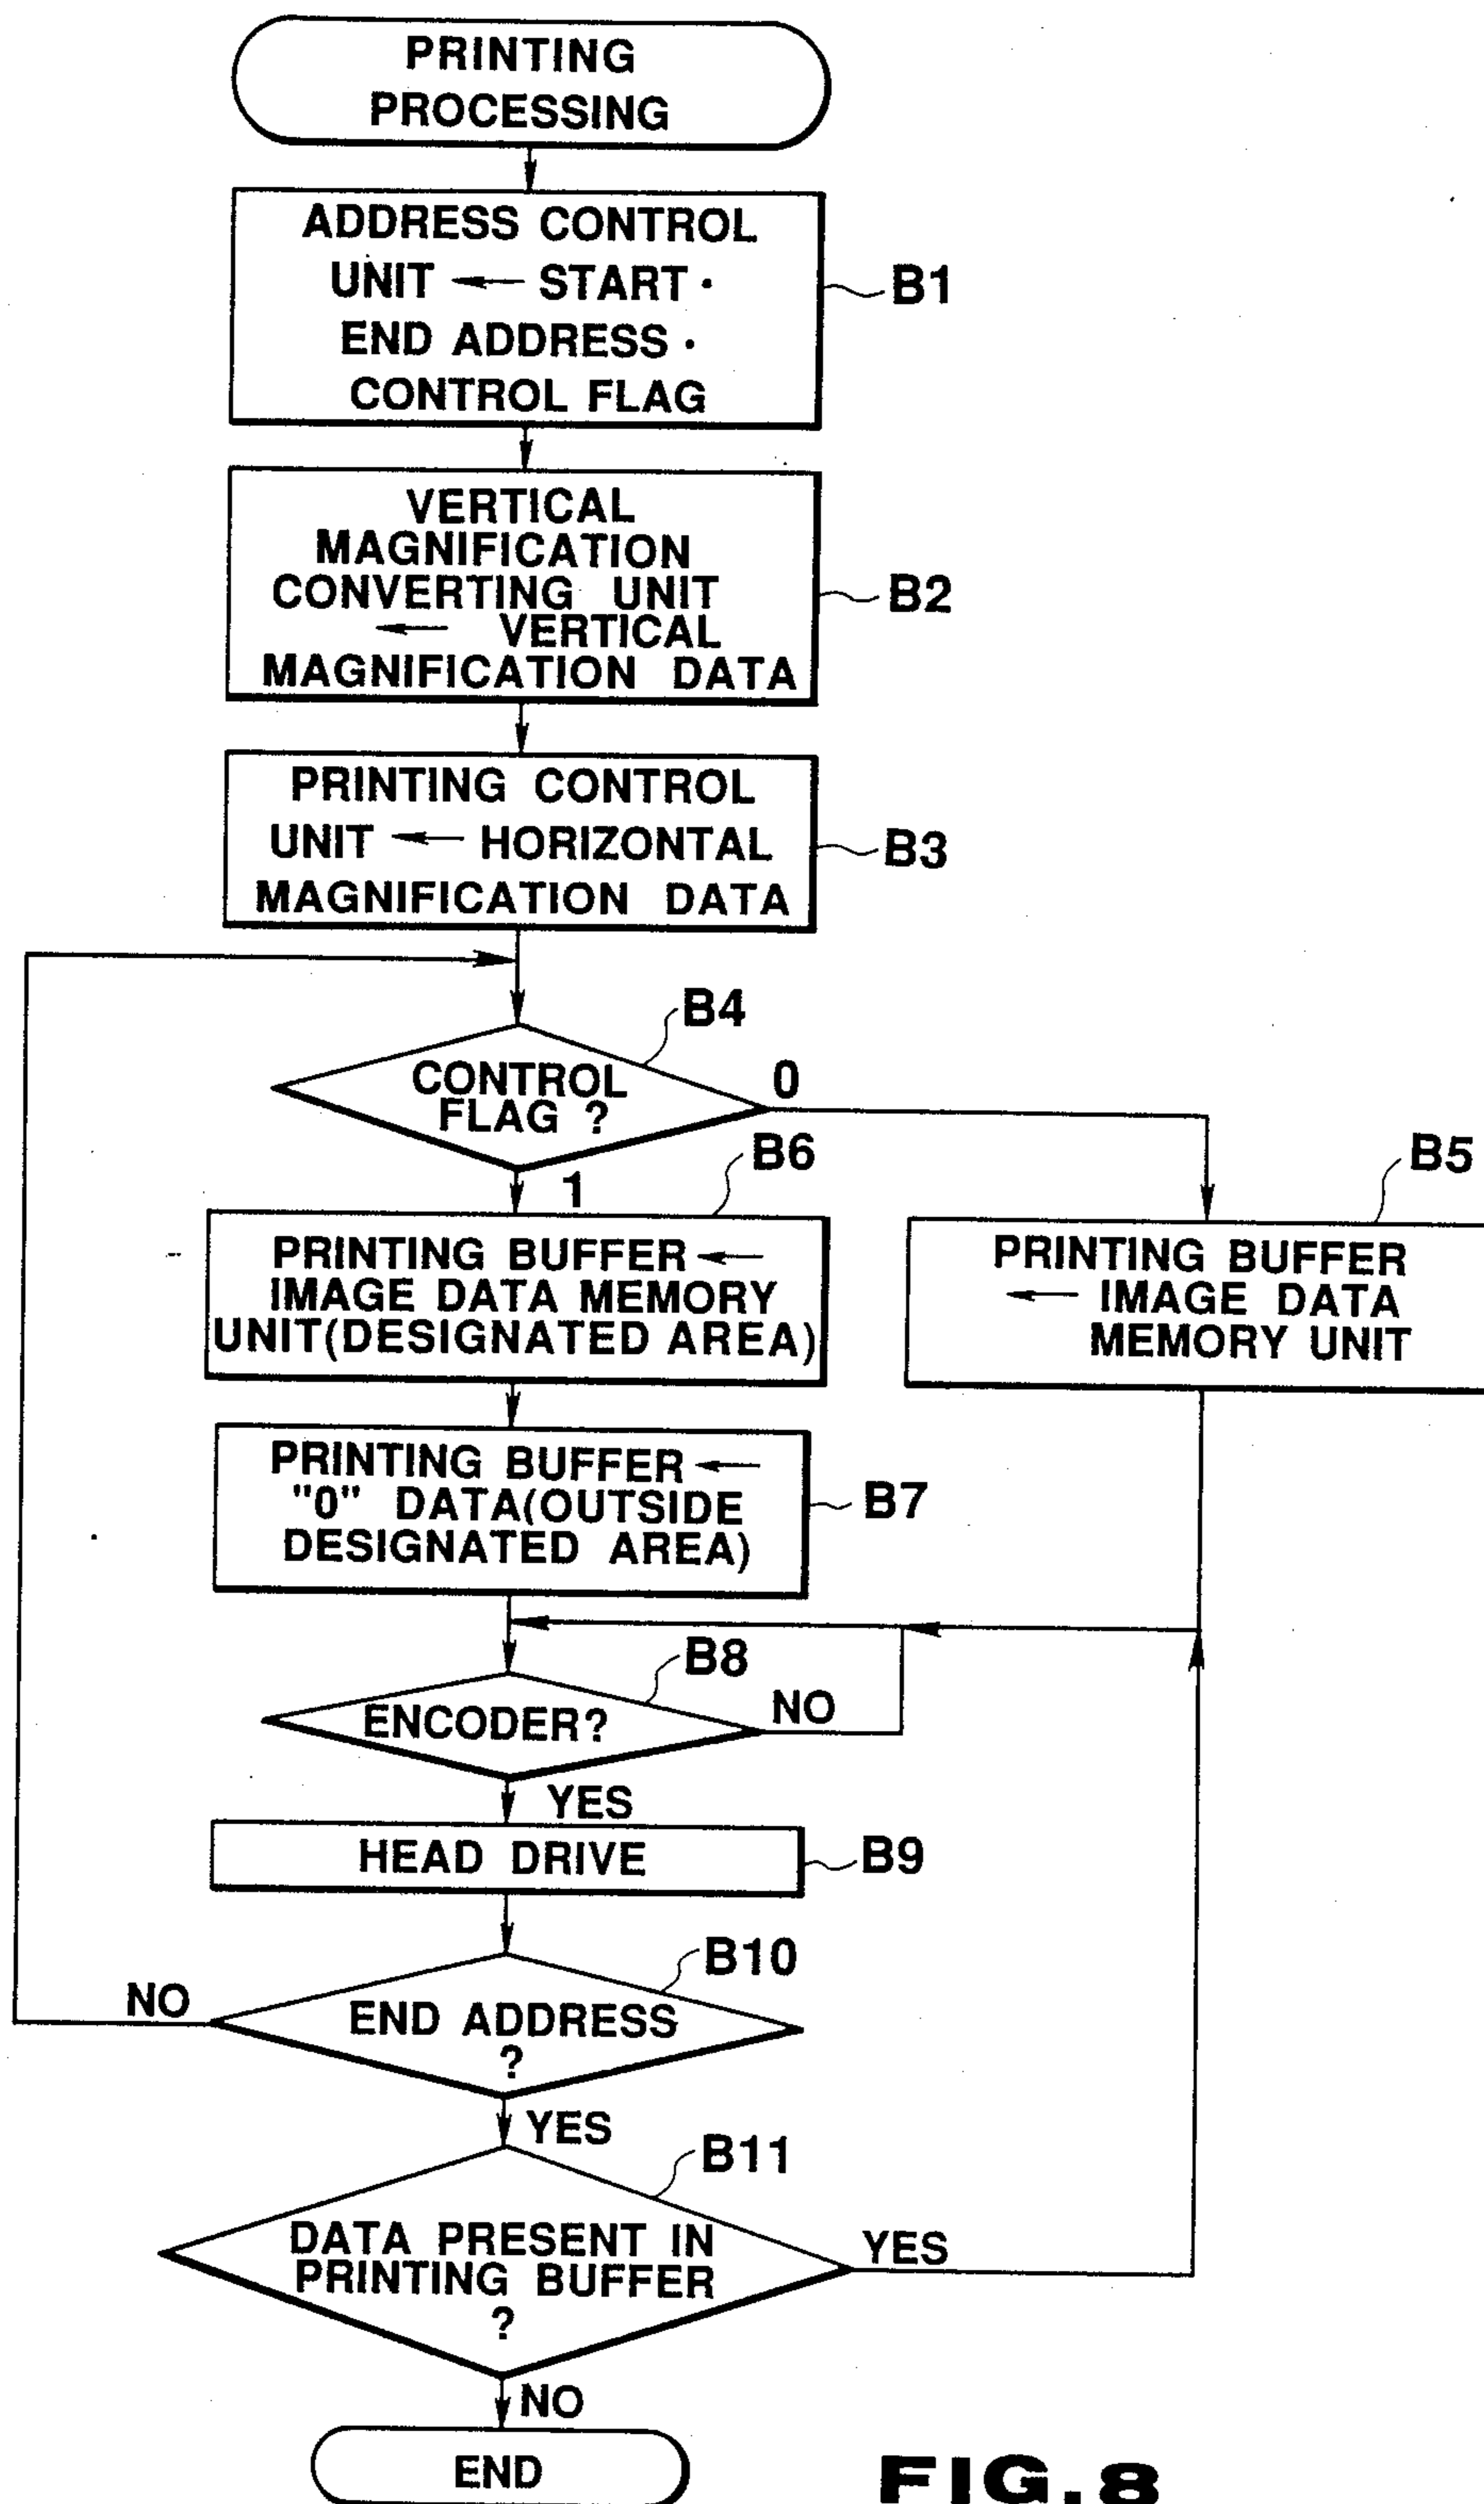 PRINTING
PROCESSING
ADDRESS CONTROL
UNIT ← START ·
END ADDRESS ·
CONTROL FLAG
B1
VERTICAL
MAGNIFICATION
CONVERTING UNIT
← VERTICAL
MAGNIFICATION DATA
B2
PRINTING CONTROL
UNIT ← HORIZONTAL
MAGNIFICATION DATA
B3
B4
CONTROL
FLAG ?
0
1
B6
PRINTING BUFFER ←
IMAGE DATA MEMORY
UNIT(DESIGNATED AREA)
B5
PRINTING BUFFER
← IMAGE DATA
MEMORY UNIT
PRINTING BUFFER ←
"0" DATA(OUTSIDE
DESIGNATED AREA)
B7
B8
ENCODER?
NO
YES
HEAD DRIVE
B9
B10
END ADDRESS
?
NO
YES
B11
DATA PRESENT IN
PRINTING BUFFER
?
YES
NO
END
FIG.8